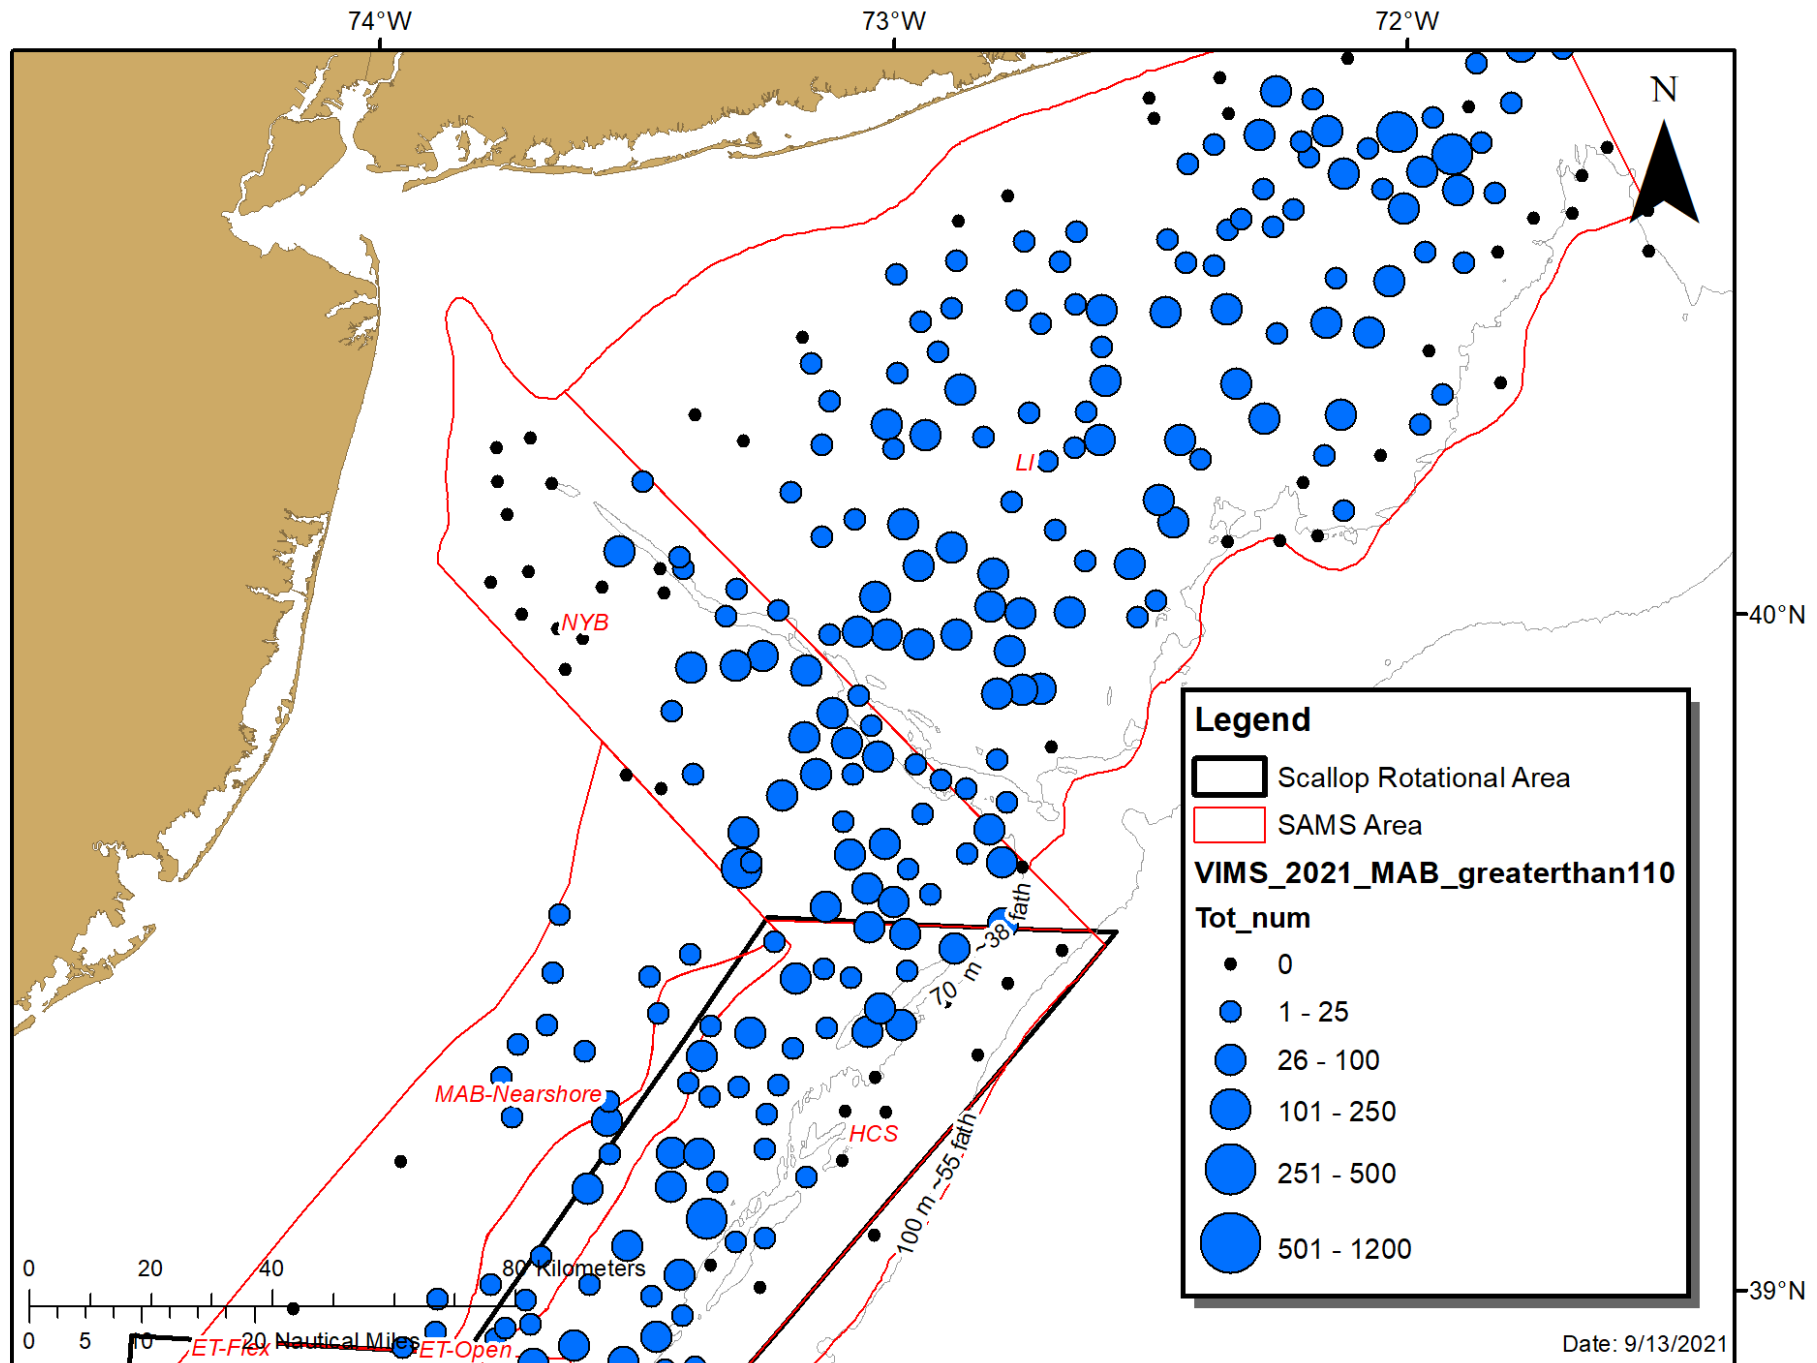 74°W 73°W 72°W
N
LI
40°N
NYB
Legend
Scallop Rotational Area
SAMS Area
VIMS_2021_MAB_greaterthan110
Tot_num
0
1 - 25
26 - 100
101 - 250
251 - 500
501 - 1200
70 m ~38 fath
MAB-Nearshore
HCS
100 m ~55 fath
0 20 40 80 Kilometers
39°N
0 5 10 20 Nautical Miles
ET-Flex
ET-Open
Date: 9/13/2021